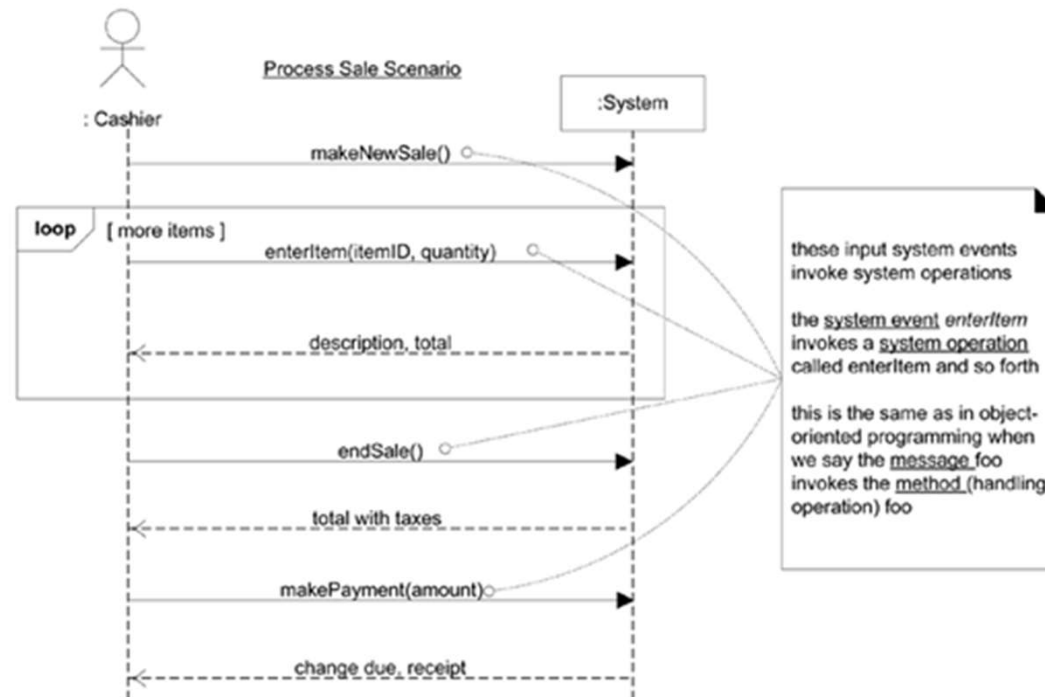 Process Sale Scenario
: Cashier
:System
makeNewSale()
loop
[ more items ]
enterItem(itemID, quantity)
description, total
endSale()
total with taxes
makePayment(amount)
change due, receipt
these input system events
invoke system operations
the system event enterItem
invokes a system operation
called enterItem and so forth
this is the same as in object-
oriented programming when
we say the message foo
invokes the method (handling
operation) foo